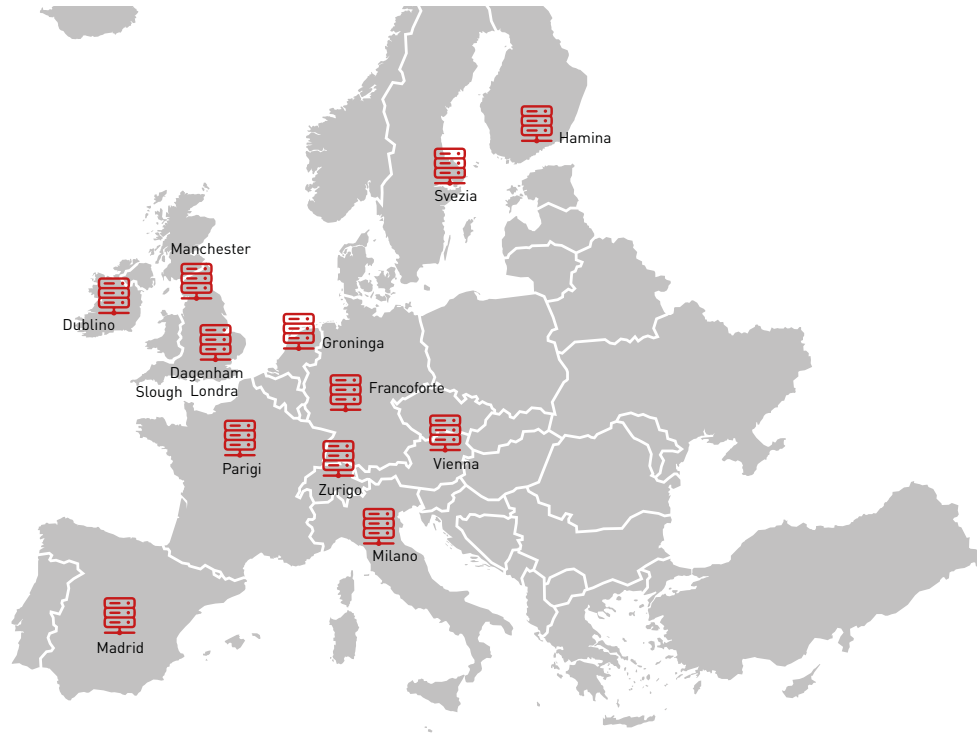 Hamina
Svezia
Manchester
Dublino
Groninga
Dagenham
Slough Londra
Francoforte
Parigi
Vienna
Zurigo
Milano
Madrid